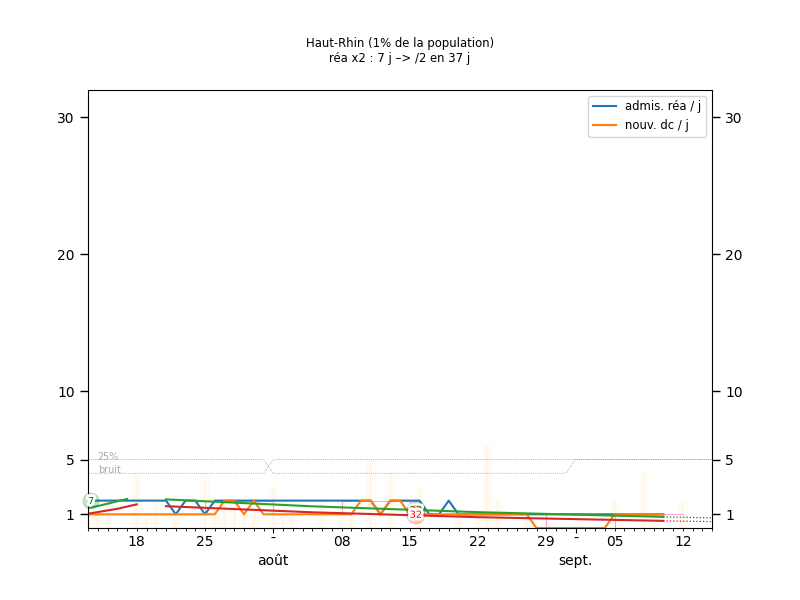 Haut-Rhin (1% de la population)
réa x2 : 7 j –> /2 en 37 j
admis. réa / j
nouv. dc / j
30 30
20 20
10 10
5 5
1 1
25%
bruit
7
32
18 25 - 08 15 22 29 - 05 12
août sept.